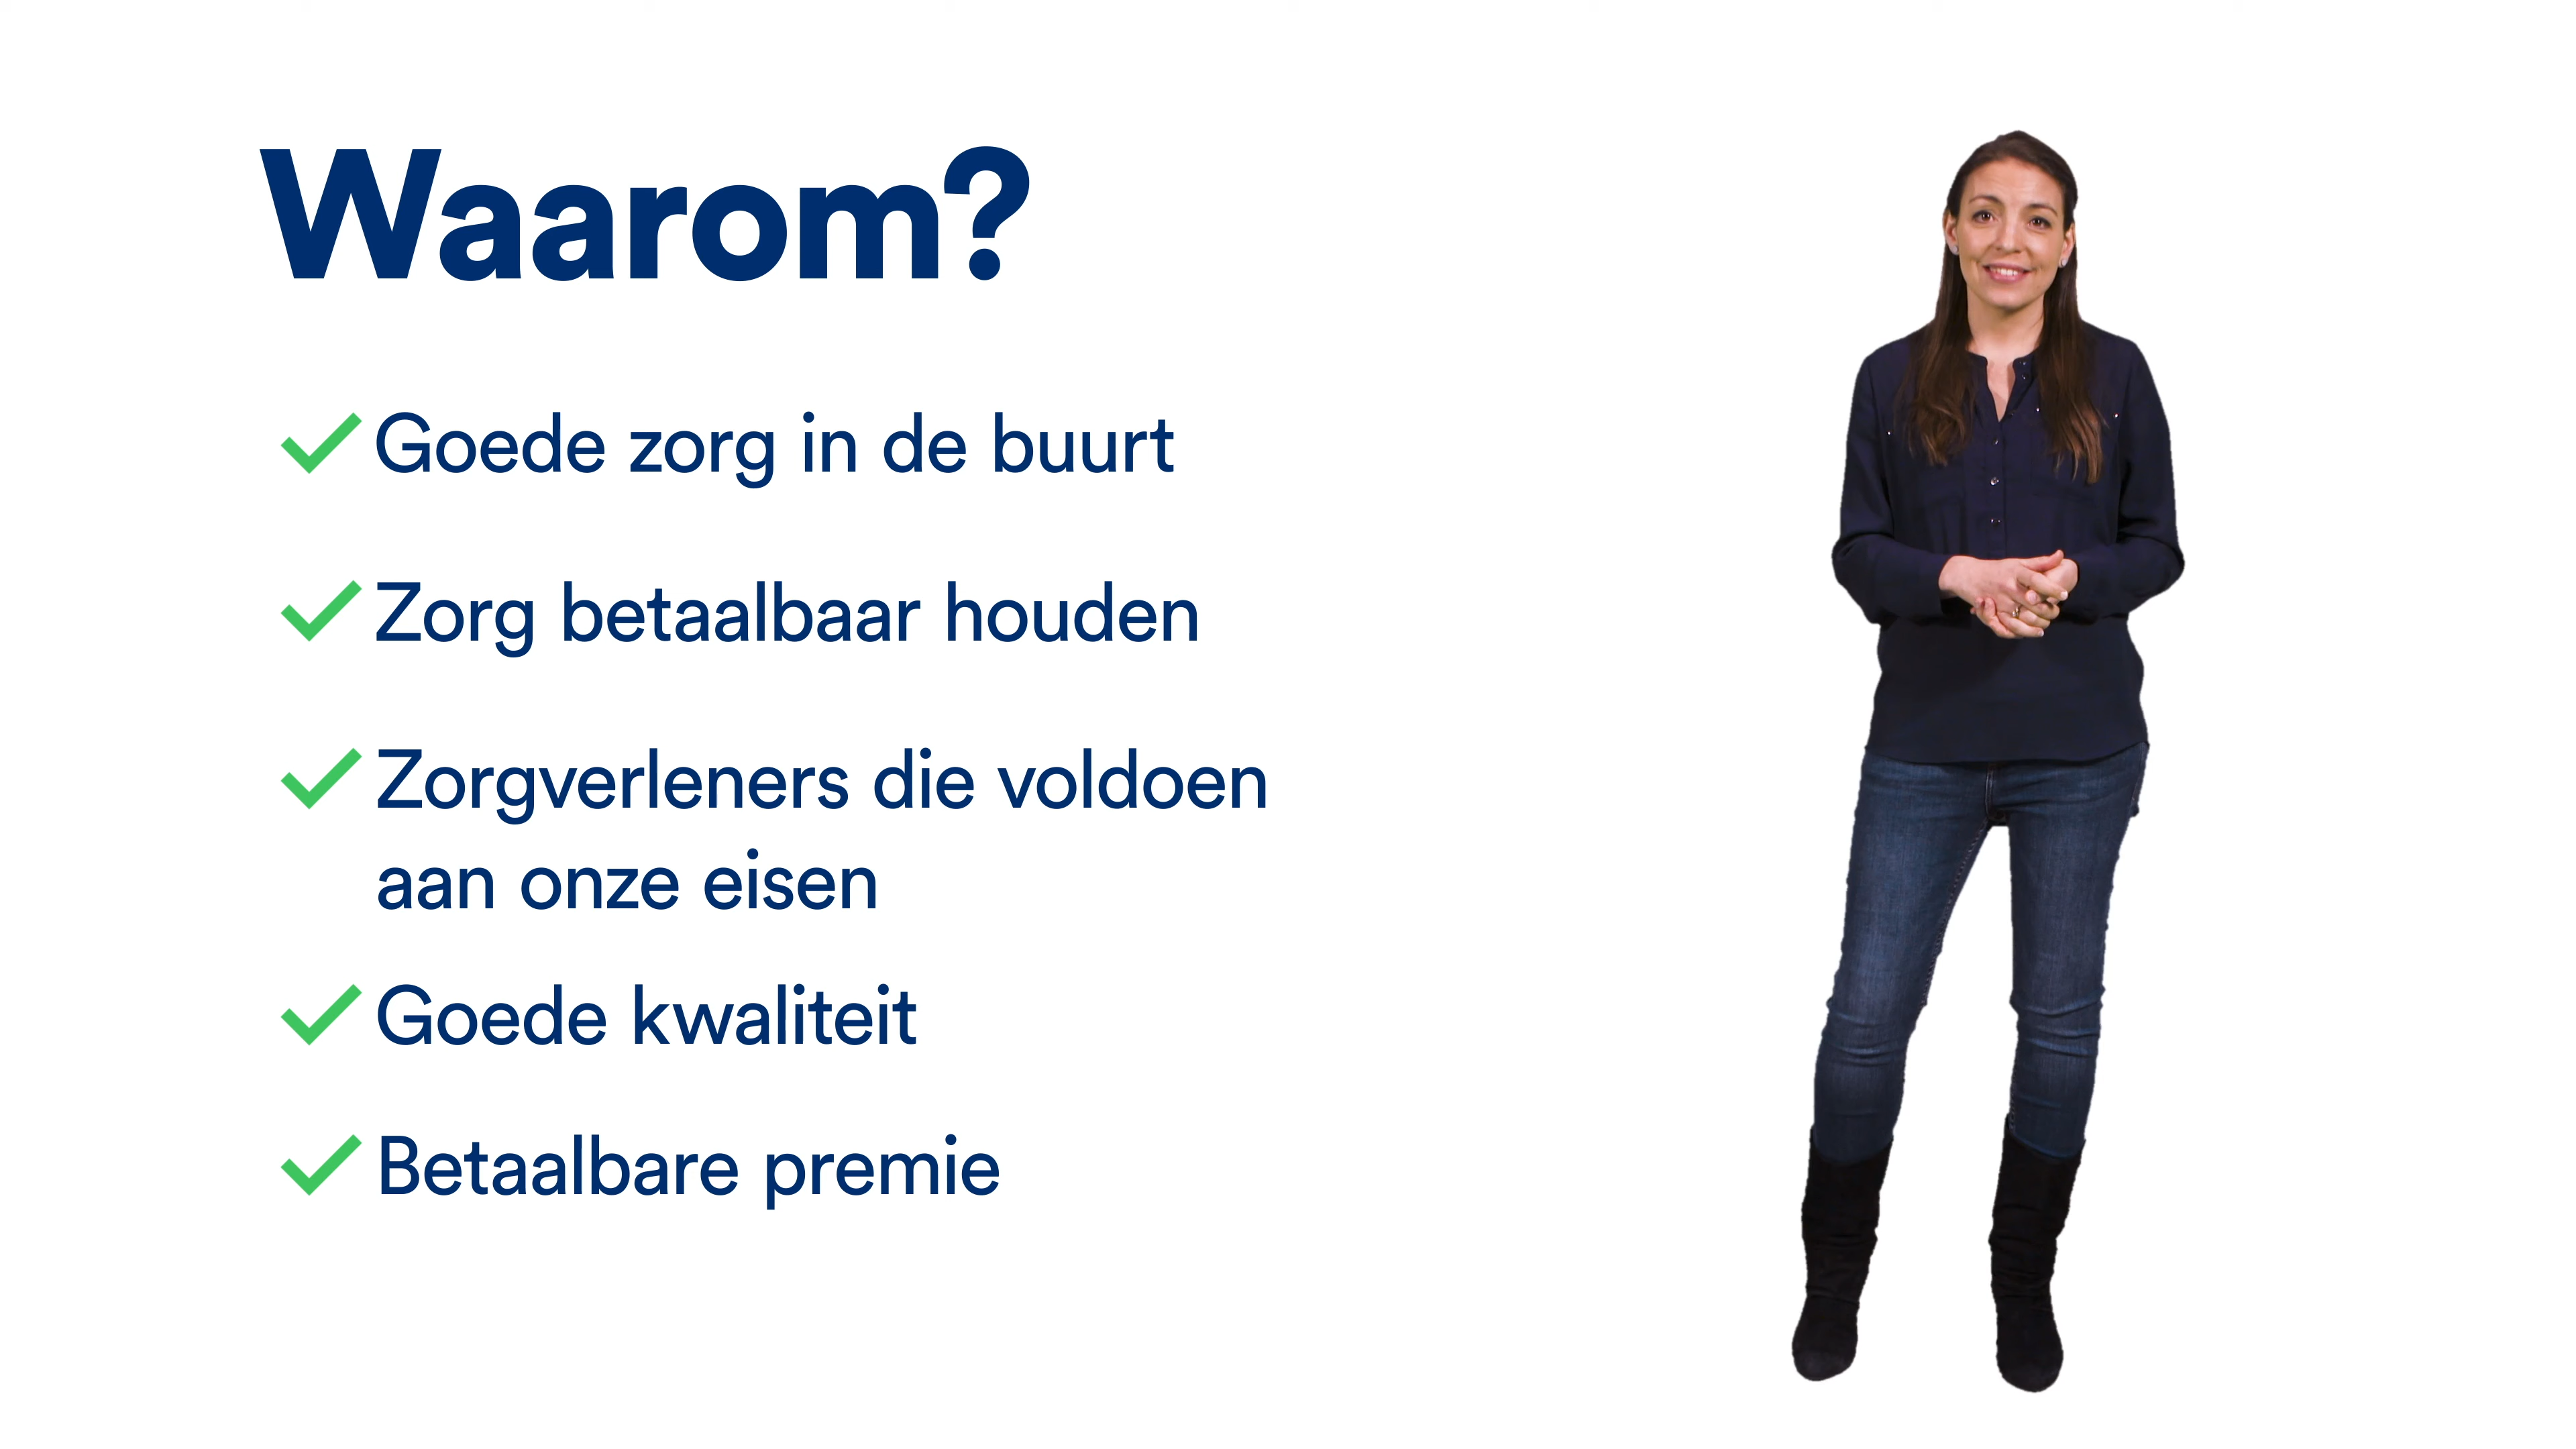 Waarom?
Goede zorg in de buurt
Zorg betaalbaar houden
Zorgverleners die voldoen
aan onze eisen
Goede kwaliteit
Betaalbare premie